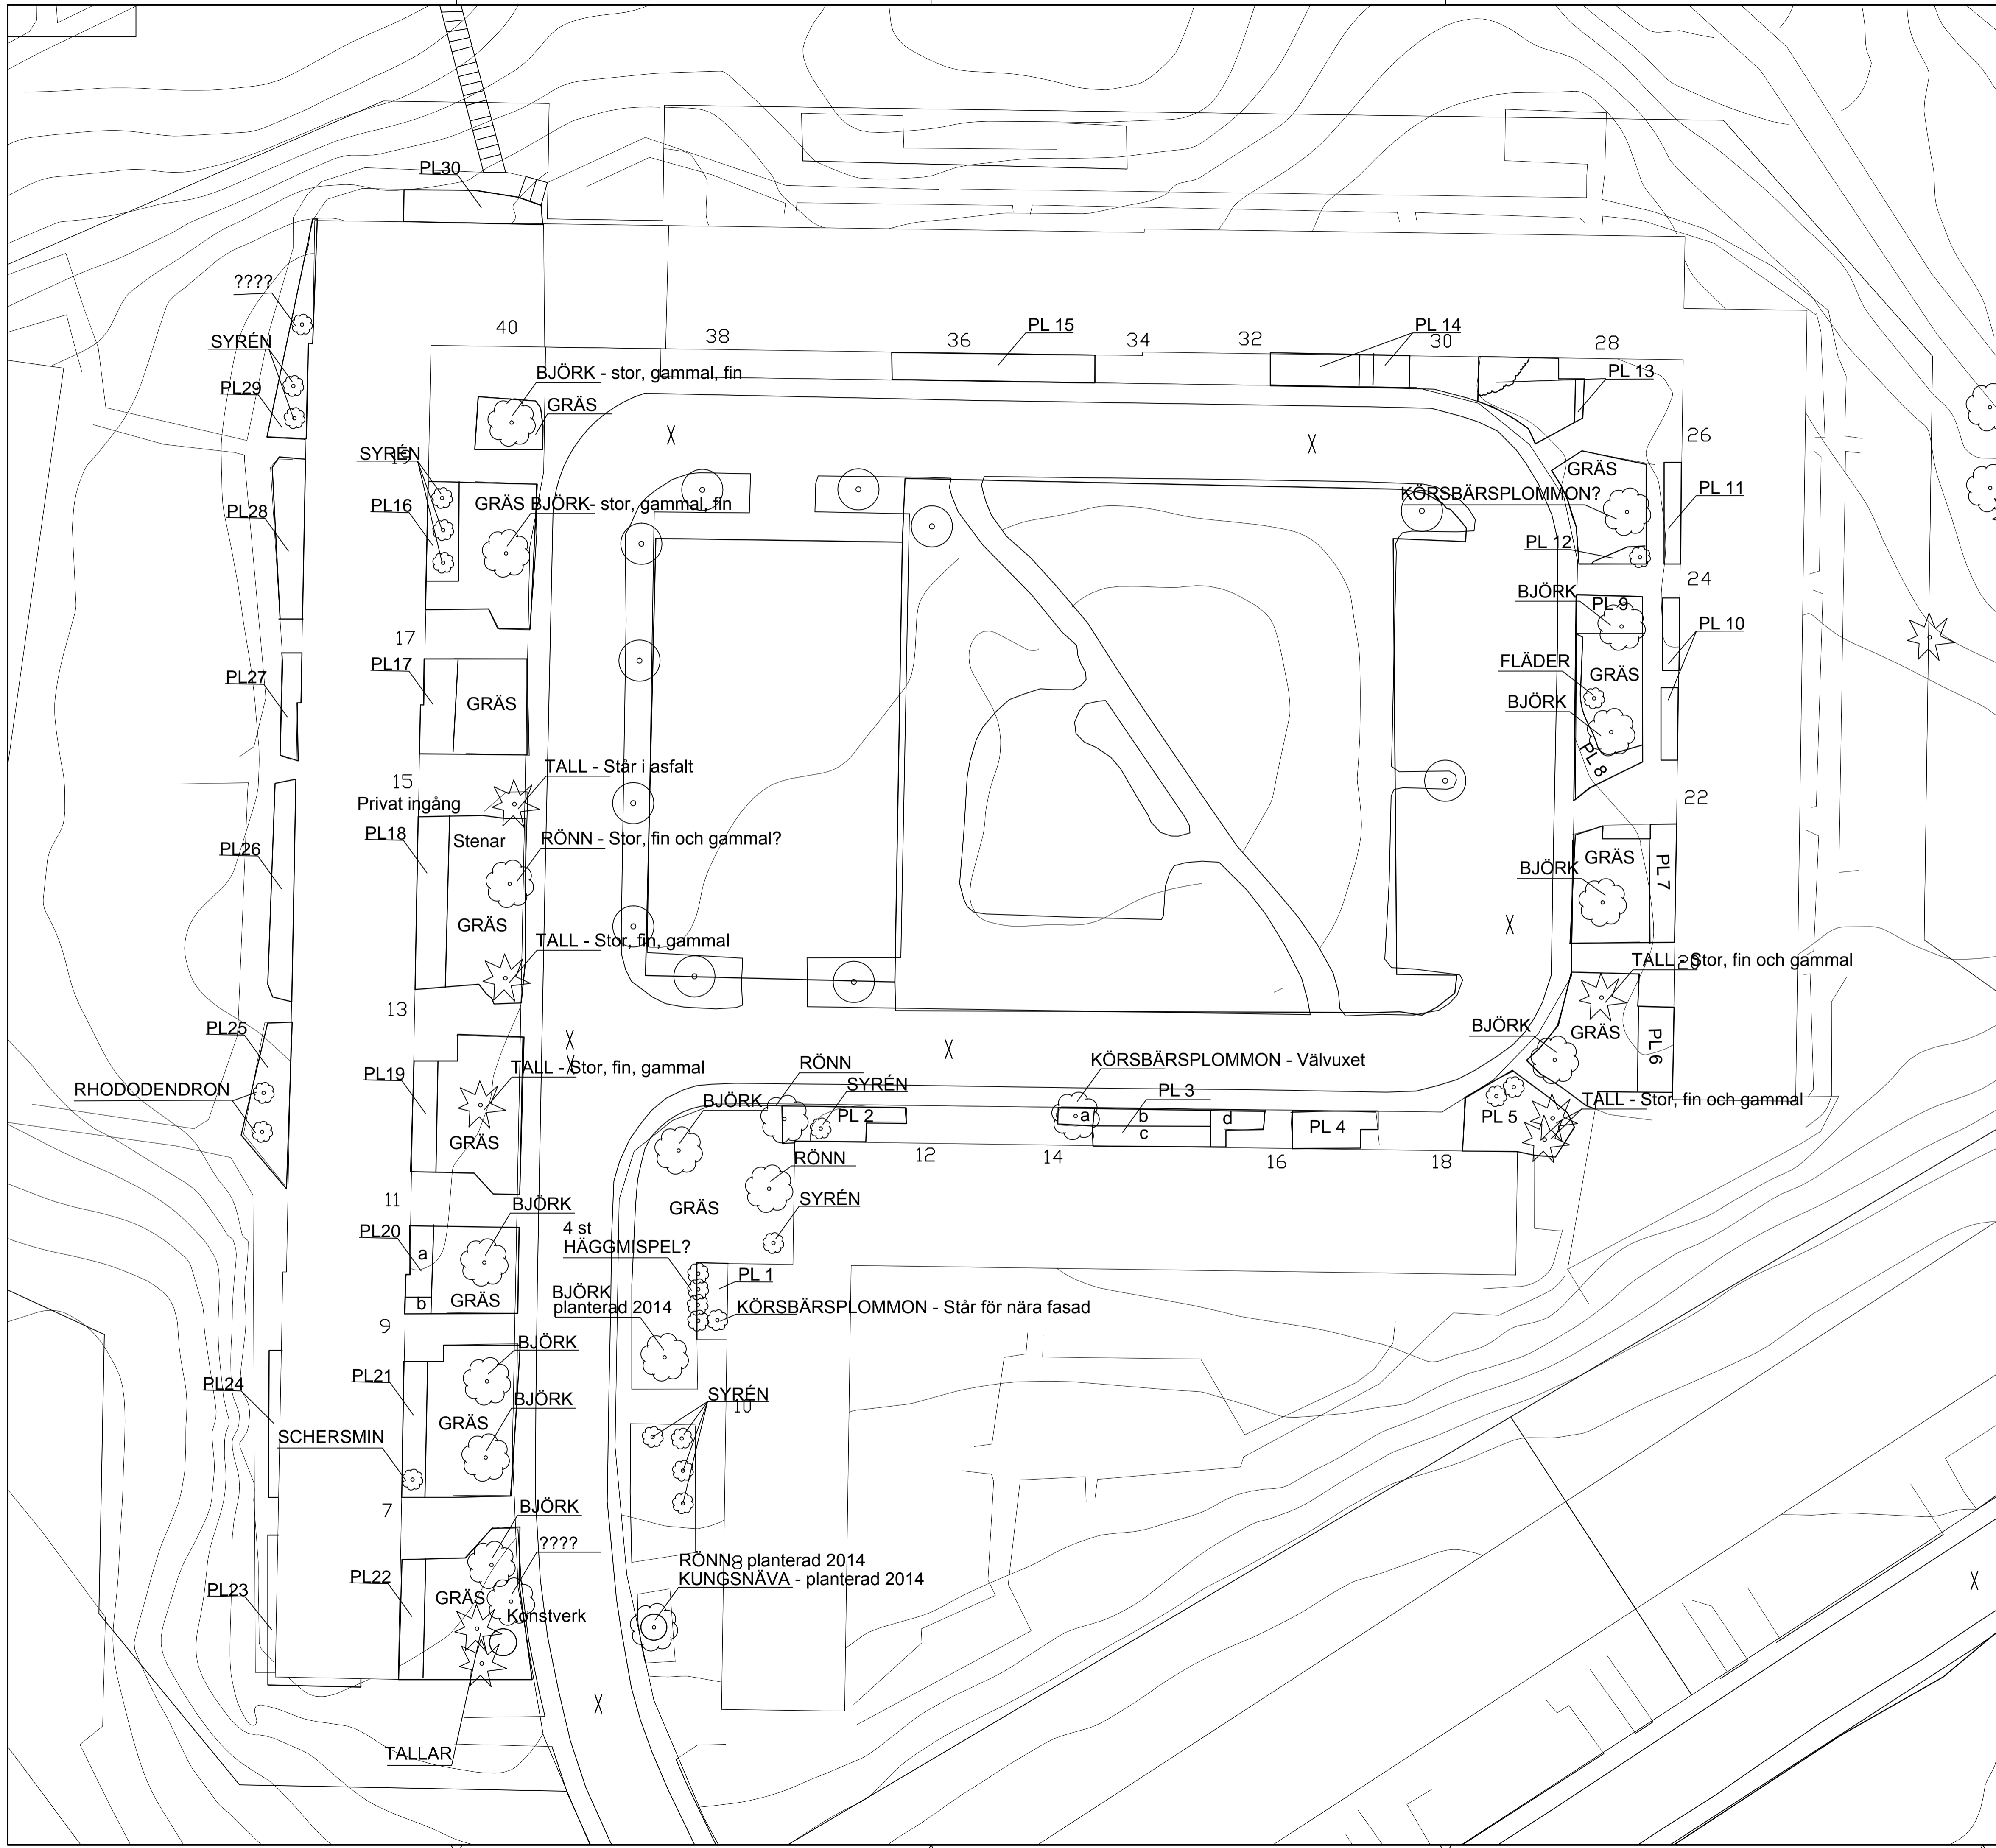 PL30
????
SYRÉN
PL29
40
38
36
PL 15
34
32
PL 14
30
28
PL 13
BJÖRK - stor, gammal, fin
GRÄS
26
SYRÉN
19
PL16
GRÄS
BJÖRK- stor, gammal, fin
PL28
GRÄS
KÖRSBÄRSPLOMMON?
PL 11
PL 12
24
BJÖRK
PL 9
PL 10
17
PL17
GRÄS
PL27
FLÄDER
GRÄS
BJÖRK
PL 8
22
15
TALL - Står i asfalt
Privat ingång
PL18
Stenar
RÖNN - Stor, fin och gammal?
PL26
GRÄS
GRÄS
PL 7
BJÖRK
TALL - Stor, fin, gammal
TALL - Stor, fin och gammal
20
13
PL25
BJÖRK
GRÄS
PL 6
PL19
TALL - Stor, fin, gammal
RHODODENDRON
GRÄS
RÖNN
SYRÉN
BJÖRK
PL 2
KÖRSBÄRSPLOMMON - Välvuxet
PL 3
a
b
c
d
PL 4
PL 5
TALL - Stor, fin och gammal
12
14
16
18
RÖNN
SYRÉN
GRÄS
11
BJÖRK
PL20
a
b
GRÄS
4 st
HÄGGMISPEL?
PL 1
BJÖRK
planterad 2014
KÖRSBÄRSPLOMMON - Står för nära fasad
9
BJÖRK
PL21
PL24
BJÖRK
GRÄS
SCHERSMIN
SYRÉN
10
7
BJÖRK
????
PL22
PL23
GRÄS
Konstverk
RÖNN - planterad 2014
8
KUNGSNÄVA - planterad 2014
TALLAR